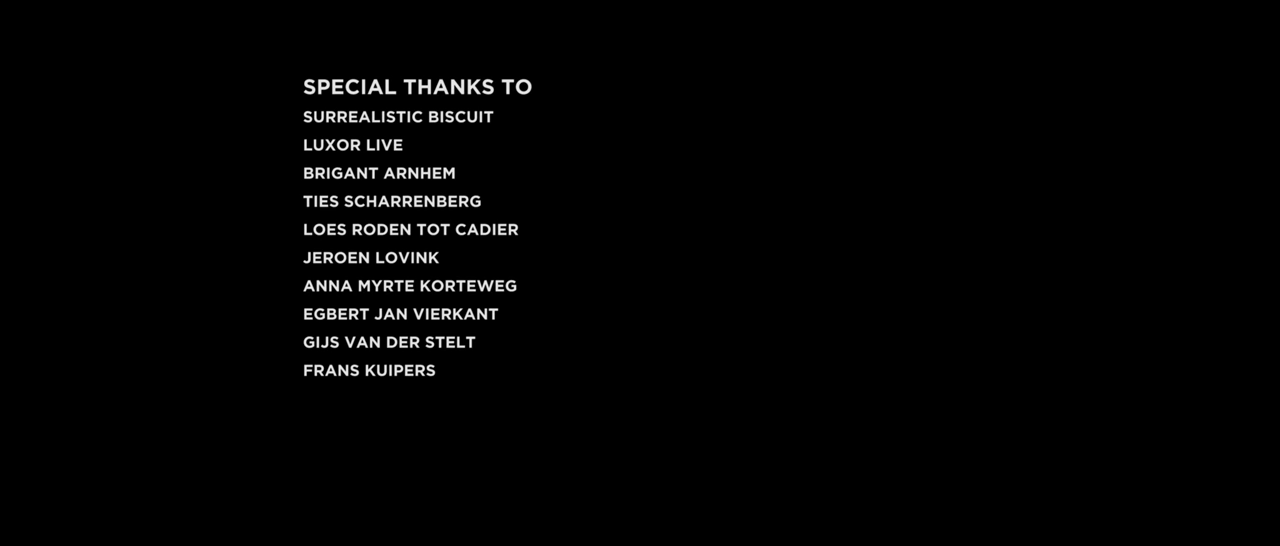 SPECIAL THANKS TO
SURREALISTIC BISCUIT
LUXOR LIVE
BRIGANT ARNHEM
TIES SCHARRENBERG
LOES RODEN TOT CADIER
JEROEN LOVINK
ANNA MYRTE KORTEWEG
EGBERT JAN VIERKANT
GIJS VAN DER STELT
FRANS KUIPERS